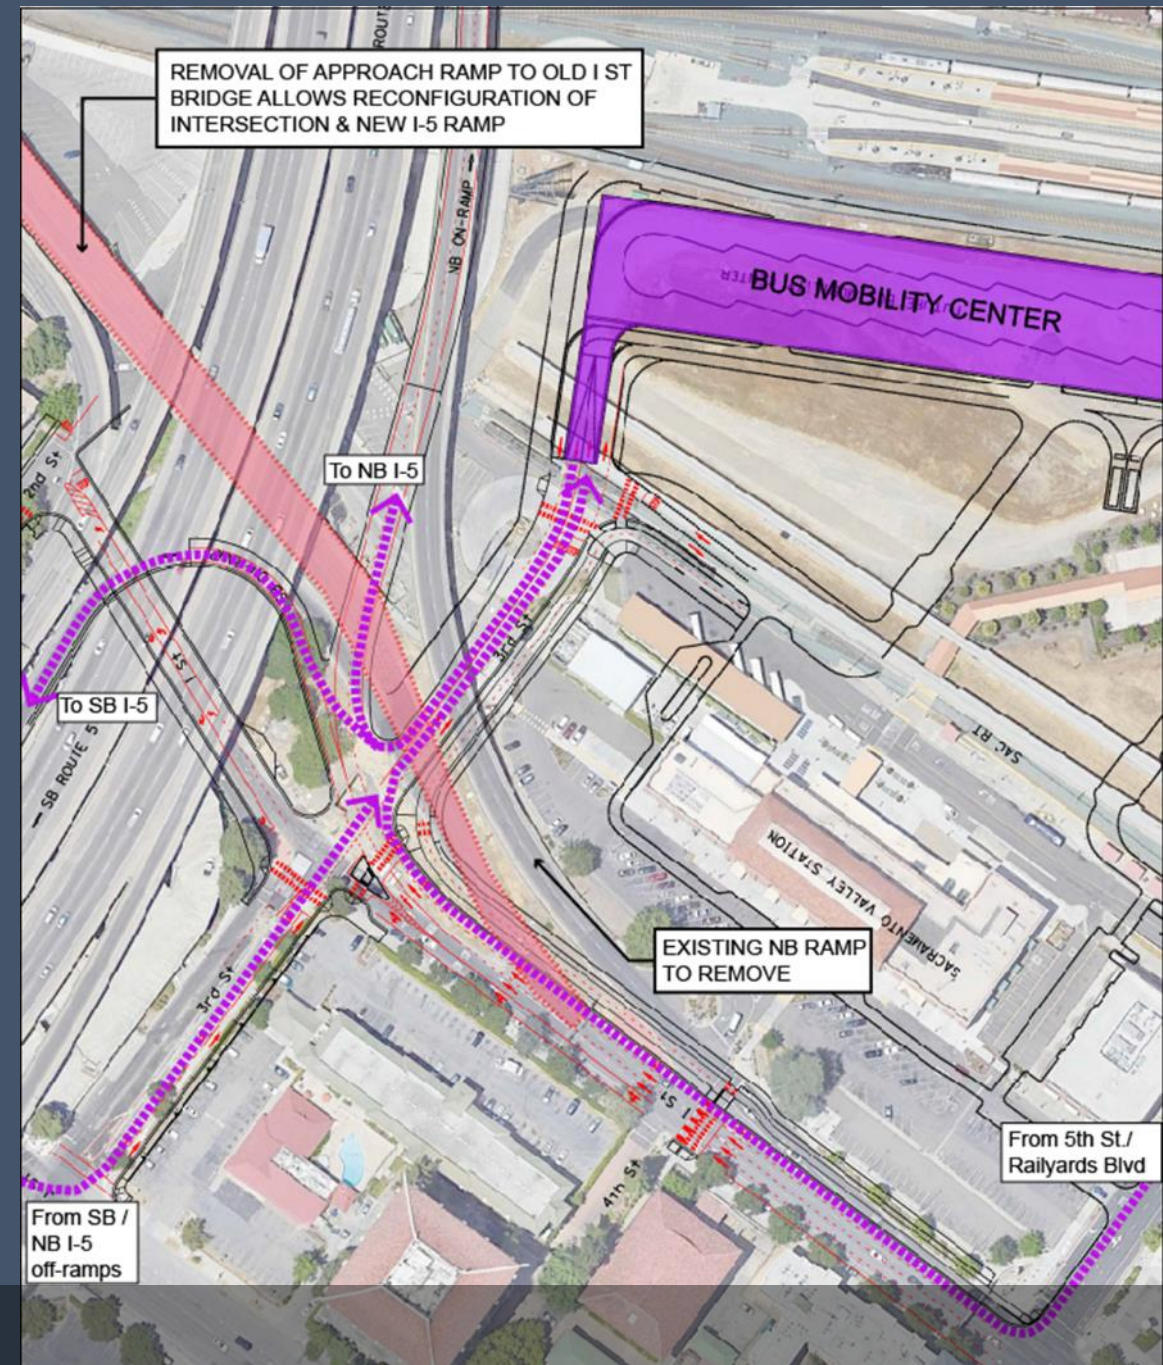 ROUTE
REMOVAL OF APPROACH RAMP TO OLD I ST
BRIDGE ALLOWS RECONFIGURATION OF
INTERSECTION & NEW I-5 RAMP
NB ON-RAMP
BUS MOBILITY CENTER
To NB I-5
2nd St
3rd St
I St
To SB I-5
SB ROUTE 5
SAC RT
SACRAMENTO VALLEY STATION
EXISTING NB RAMP
TO REMOVE
3rd St
I St
4th St
From 5th St./
Railyards Blvd
From SB /
NB I-5
off-ramps